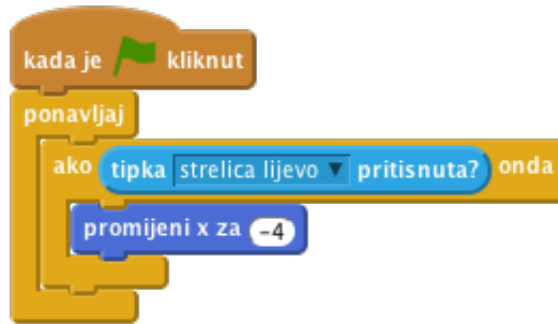 kada je kliknut
ponavljaj
ako tipka strelica lijevo pritisnuta? onda
promijeni x za -4